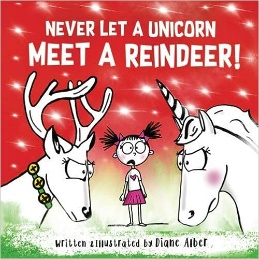 NEVER LET A UNICORN
MEET A REINDEER!
Written & Illustrated by Diane Alber